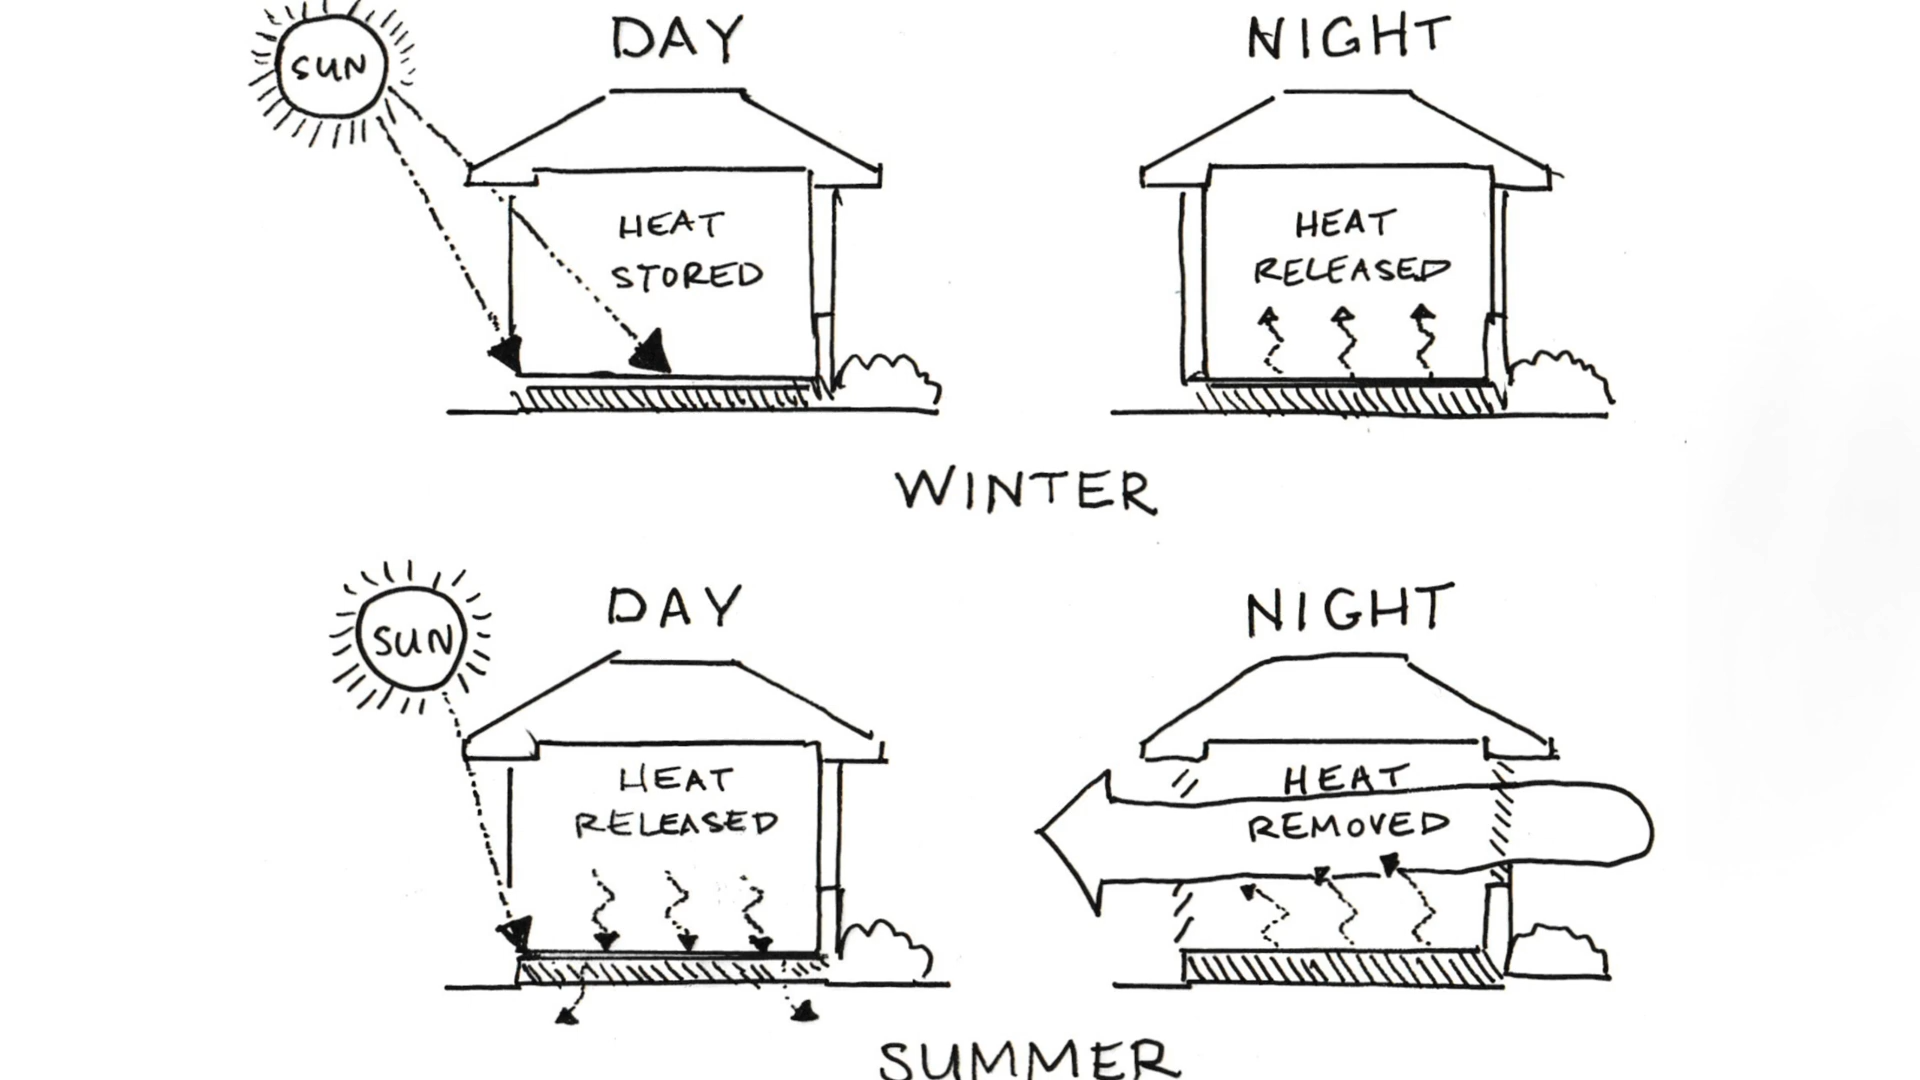 SUN
DAY
NIGHT
HEAT
STORED
HEAT
RELEASED
WINTER
SUN
DAY
NIGHT
HEAT
RELEASED
HEAT
REMOVED
SUMMER